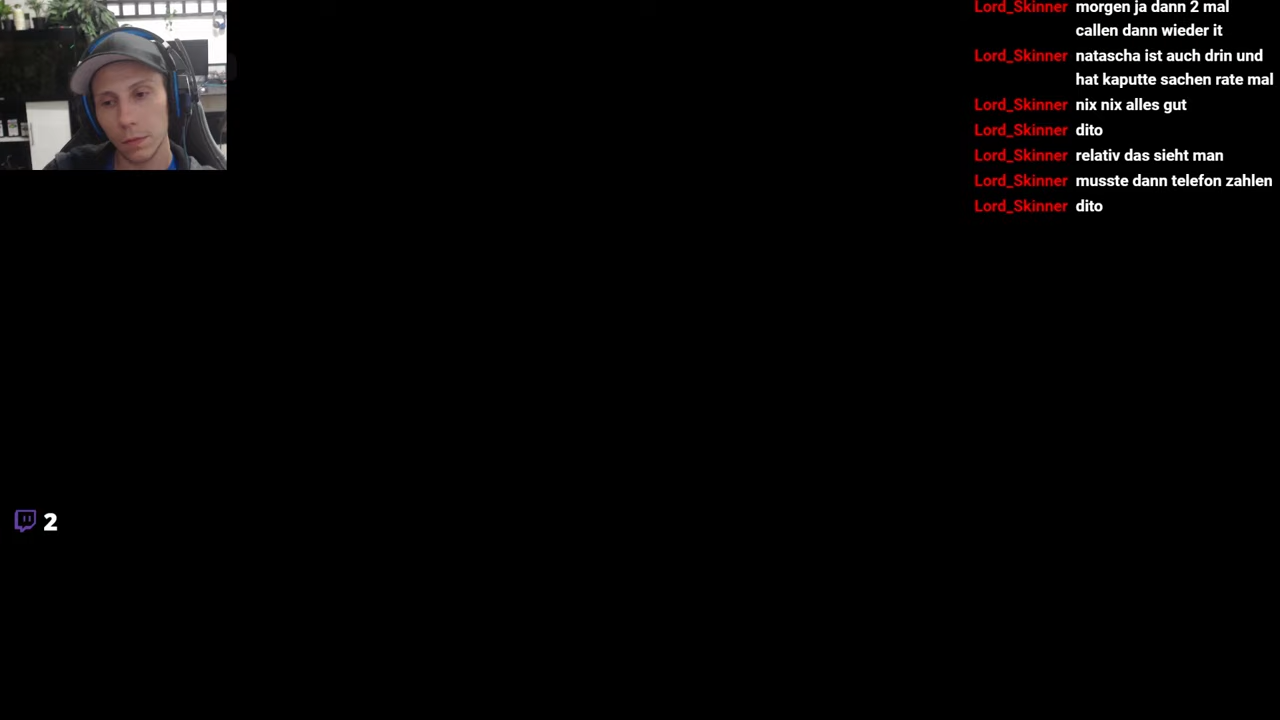 Lord_Skinner morgen ja dann 2 mal
callen dann wieder it
Lord_Skinner natascha ist auch drin und
hat kaputte sachen rate mal
Lord_Skinner nix nix alles gut
Lord_Skinner dito
Lord_Skinner relativ das sieht man
Lord_Skinner musste dann telefon zahlen
Lord_Skinner dito
2